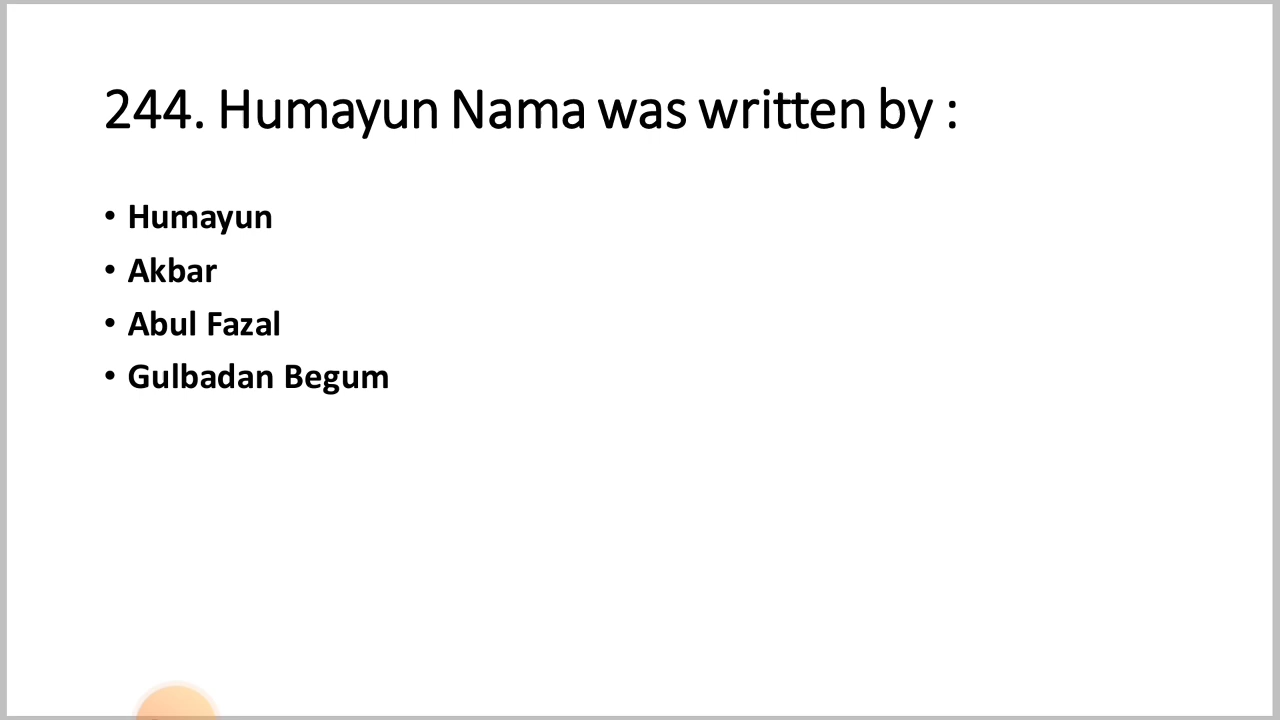 244. Humayun Nama was written by :
• Humayun
• Akbar
• Abul Fazal
• Gulbadan Begum